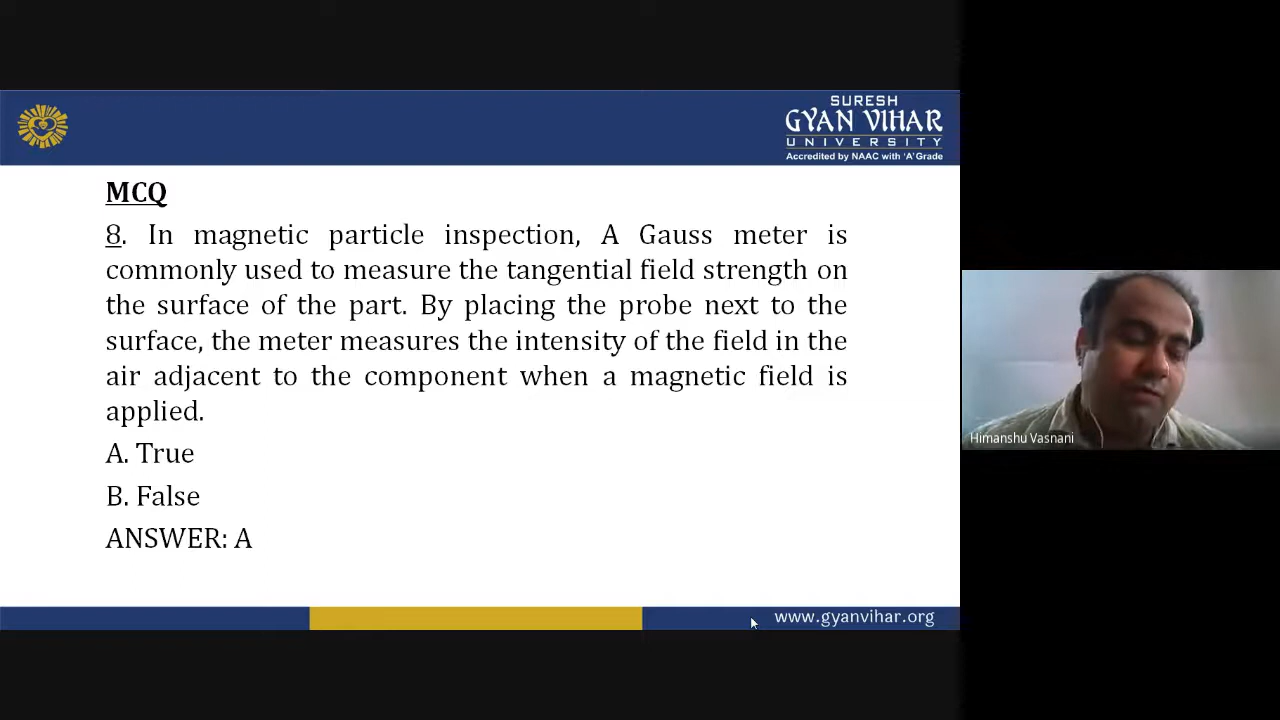 SURESH
GYAN VIHAR
UNIVERSITY
Accredited by NAAC with 'A' Grade
MCQ
8. In magnetic particle inspection, A Gauss meter is
commonly used to measure the tangential field strength on
the surface of the part. By placing the probe next to the
surface, the meter measures the intensity of the field in the
air adjacent to the component when a magnetic field is
applied.
A. True
B. False
ANSWER: A
Himanshu Vasnani
www.gyanvihar.org